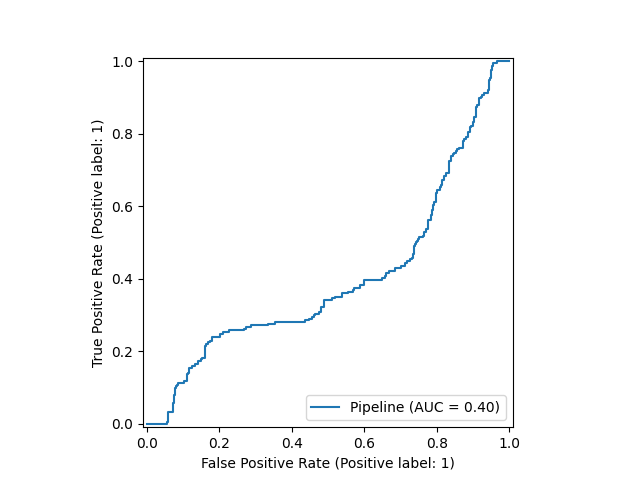 True Positive Rate (Positive label: 1)
1.0
0.8
0.6
0.4
0.2
0.0
Pipeline (AUC = 0.40)
0.0 0.2 0.4 0.6 0.8 1.0
False Positive Rate (Positive label: 1)